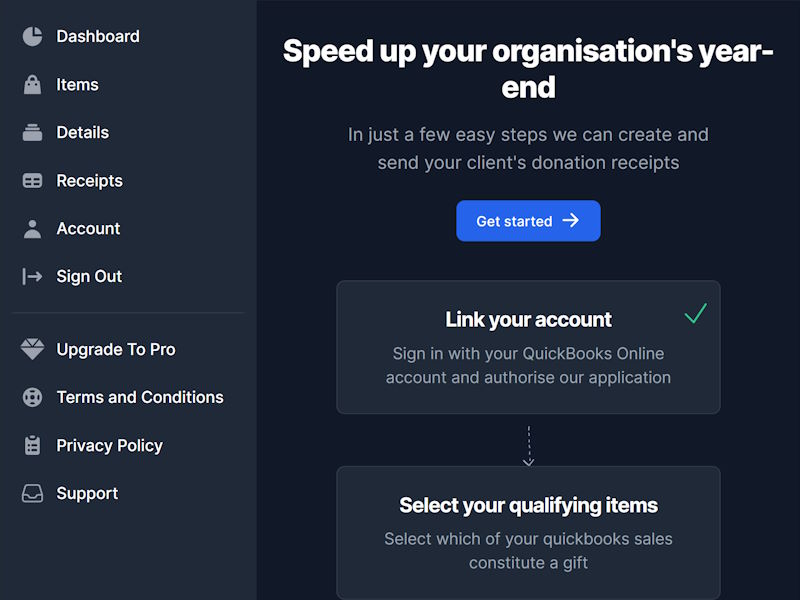 Dashboard
Items
Details
Receipts
Account
Sign Out
Upgrade To Pro
Terms and Conditions
Privacy Policy
Support
Speed up your organisation's year-
end
In just a few easy steps we can create and
send your client's donation receipts
Get started
Link your account
Sign in with your QuickBooks Online
account and authorise our application
Select your qualifying items
Select which of your quickbooks sales
constitute a gift